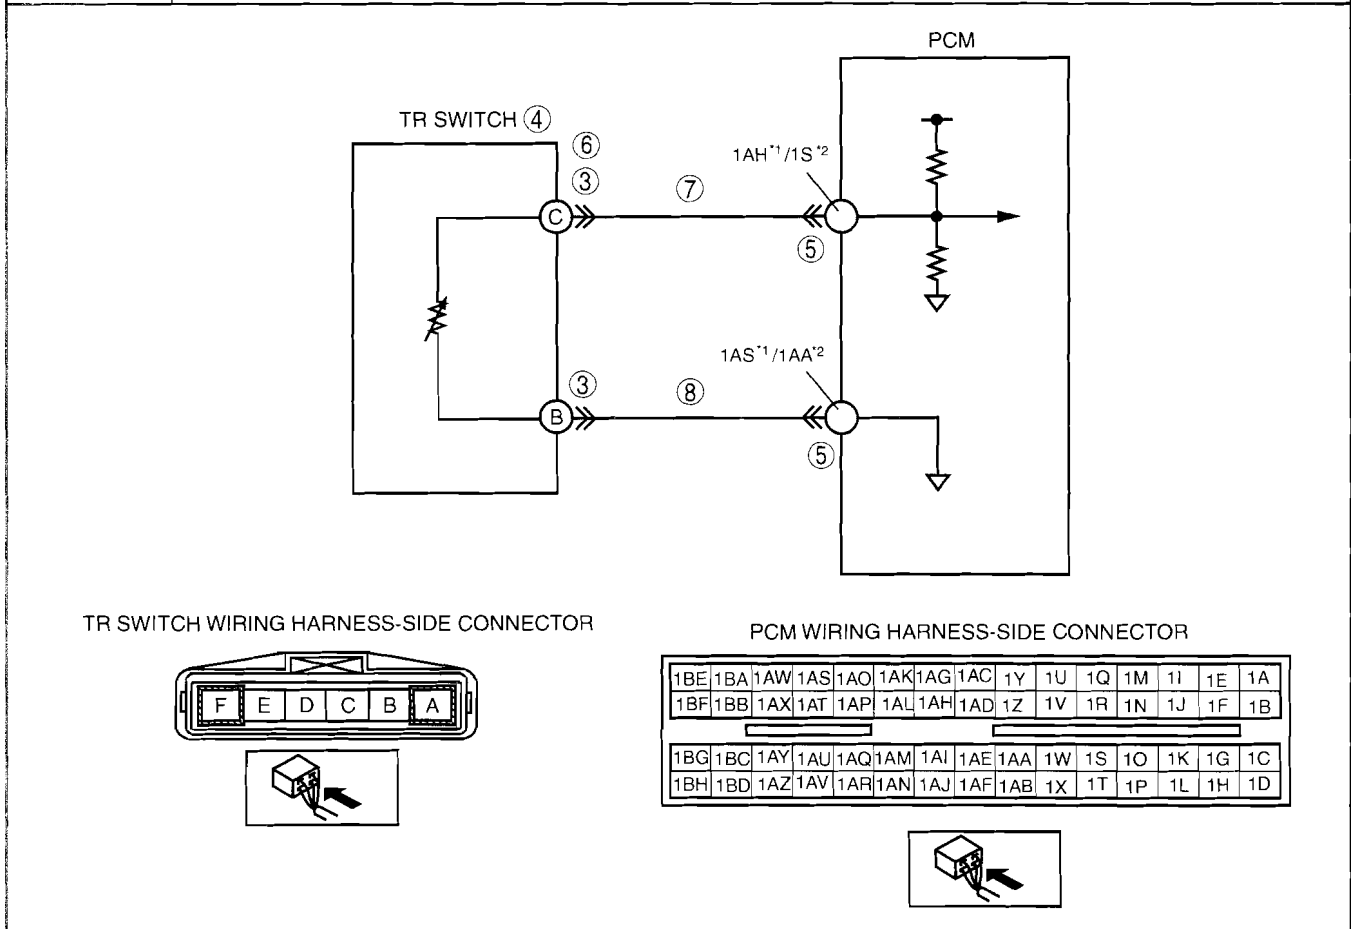 PCM
TR SWITCH ④
⑥
1AH*1/1S*2
③
⑦
C
⑤
1AS*1/1AA*2
③
⑧
B
⑤
TR SWITCH WIRING HARNESS-SIDE CONNECTOR
F E D C B A
PCM WIRING HARNESS-SIDE CONNECTOR
1BE 1BA 1AW 1AS 1AO 1AK 1AG 1AC 1Y 1U 1Q 1M 1I 1E 1A
1BF 1BB 1AX 1AT 1AP 1AL 1AH 1AD 1Z 1V 1R 1N 1J 1F 1B
1BG 1BC 1AY 1AU 1AQ 1AM 1AI 1AE 1AA 1W 1S 1O 1K 1G 1C
1BH 1BD 1AZ 1AV 1AR 1AN 1AJ 1AF 1AB 1X 1T 1P 1L 1H 1D